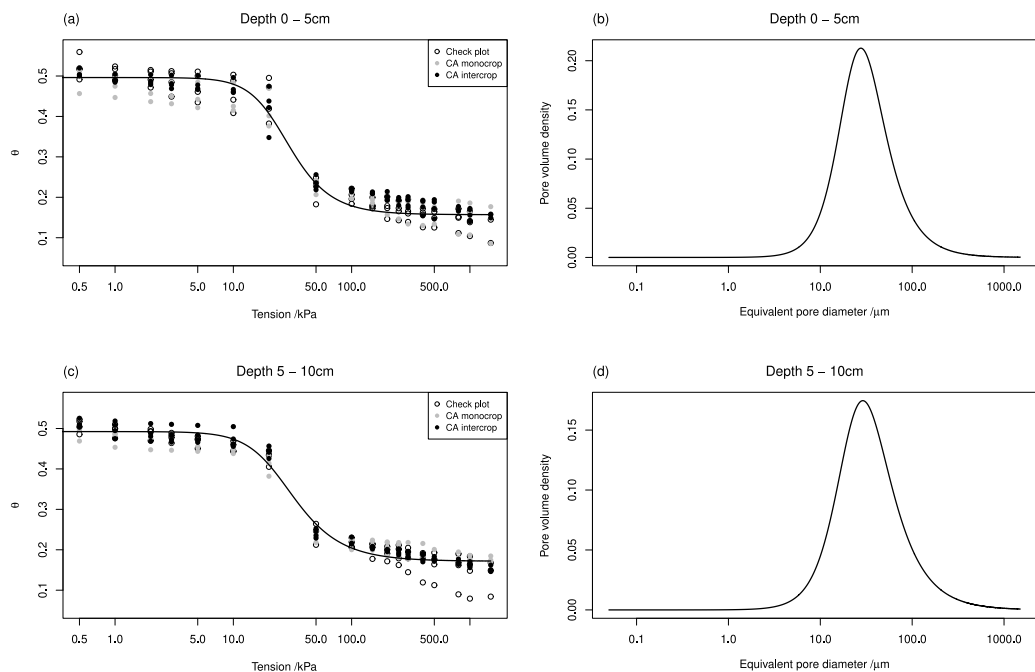 (a)
Depth 0 − 5cm
Check plot
CA monocrop
CA intercrop
θ
0.5
0.4
0.3
0.2
0.1
0.5 1.0 5.0 10.0 50.0 100.0 500.0
Tension /kPa
(b)
Depth 0 − 5cm
Pore volume density
0.20
0.15
0.10
0.05
0.00
0.1 1.0 10.0 100.0 1000.0
Equivalent pore diameter /μm
(c)
Depth 5 − 10cm
Check plot
CA monocrop
CA intercrop
θ
0.5
0.4
0.3
0.2
0.1
0.5 1.0 5.0 10.0 50.0 100.0 500.0
Tension /kPa
(d)
Depth 5 − 10cm
Pore volume density
0.15
0.10
0.05
0.00
0.1 1.0 10.0 100.0 1000.0
Equivalent pore diameter /μm